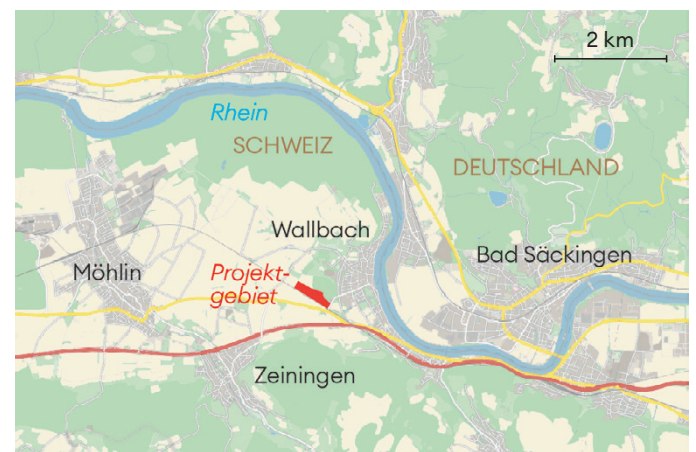 2 km
Rhein
SCHWEIZ
DEUTSCHLAND
Wallbach
Bad Säckingen
Möhlin
Projekt-
gebiet
Zeiningen